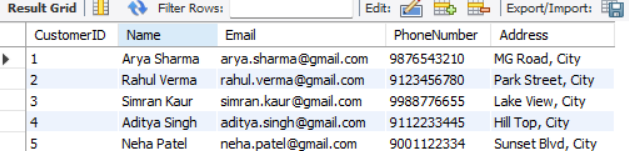 Result Grid Filter Rows: Edit: Export/Import:
CustomerID Name Email PhoneNumber Address
1 Arya Sharma arya.sharma@gmail.com 9876543210 MG Road, City
2 Rahul Verma rahul.verma@gmail.com 9123456780 Park Street, City
3 Simran Kaur simran.kaur@gmail.com 9988776655 Lake View, City
4 Aditya Singh aditya.singh@gmail.com 9112233445 Hill Top, City
5 Neha Patel neha.patel@gmail.com 9001122334 Sunset Blvd, City